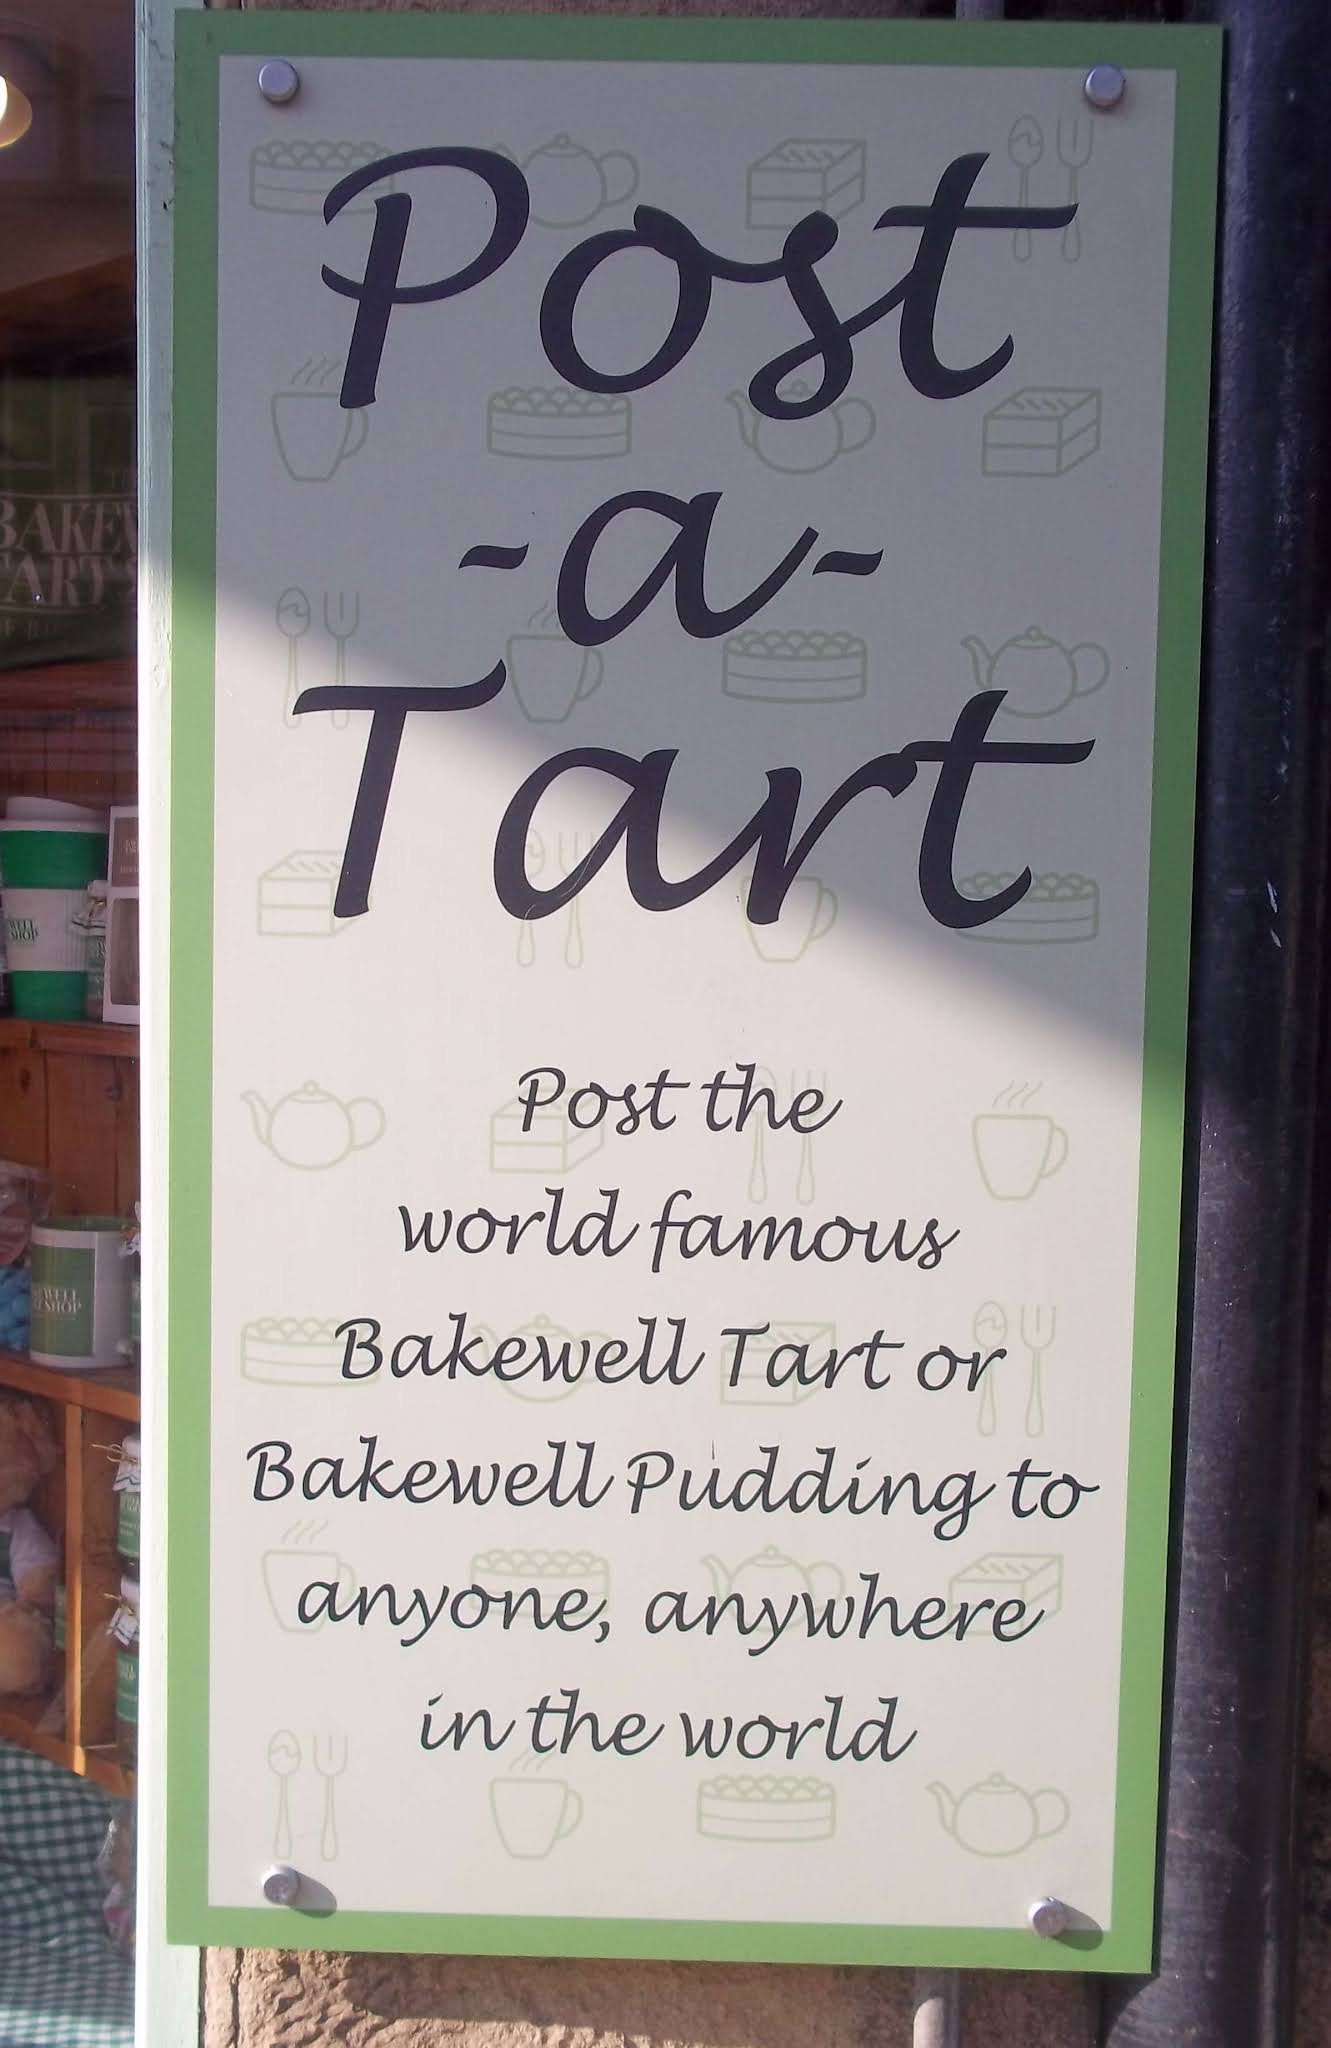 Post
-a-
Tart
Post the
world famous
Bakewell Tart or
Bakewell Pudding to
anyone, anywhere
in the world